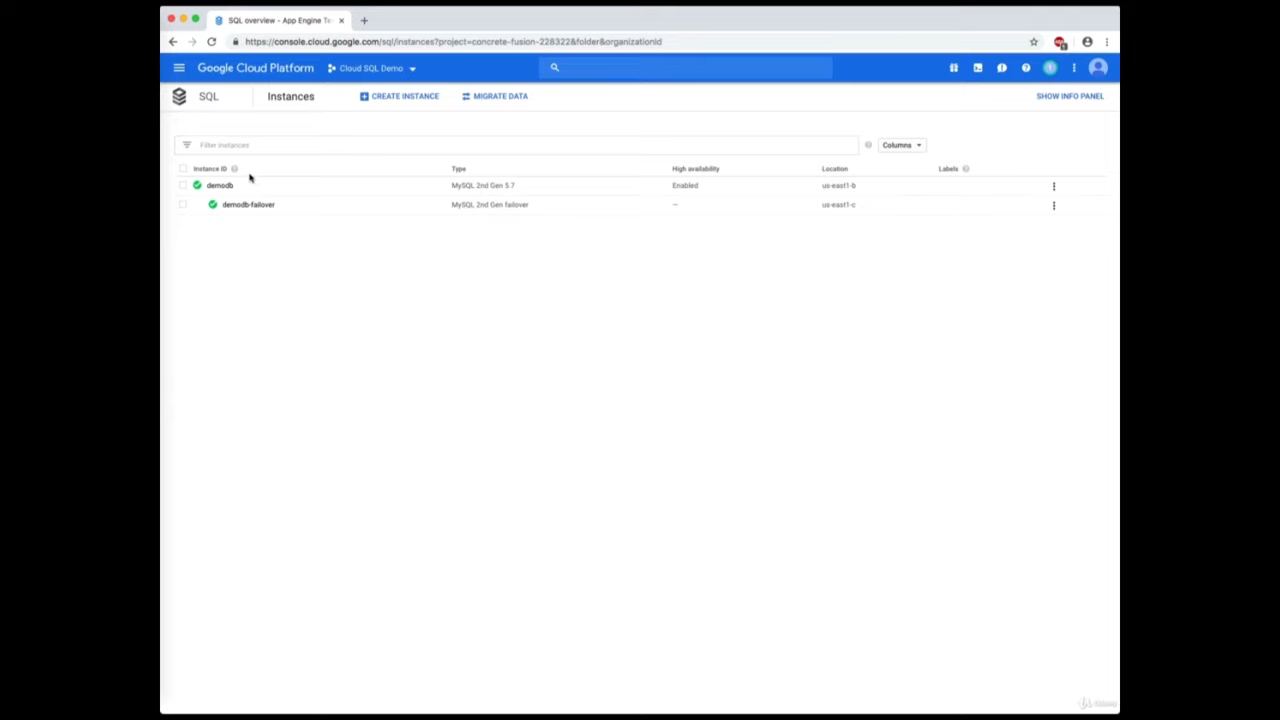 SQL overview - App Engine Te
https://console.cloud.google.com/sql/instances?project=concrete-fusion-228322&folder&organizationId
Google Cloud Platform Cloud SQL Demo
SQL Instances CREATE INSTANCE MIGRATE DATA SHOW INFO PANEL
Filter instances Columns
Instance ID Type High availability Location Labels
demodb MySQL 2nd Gen 5.7 Enabled us-east1-b
demodb-failover MySQL 2nd Gen failover — us-east1-c